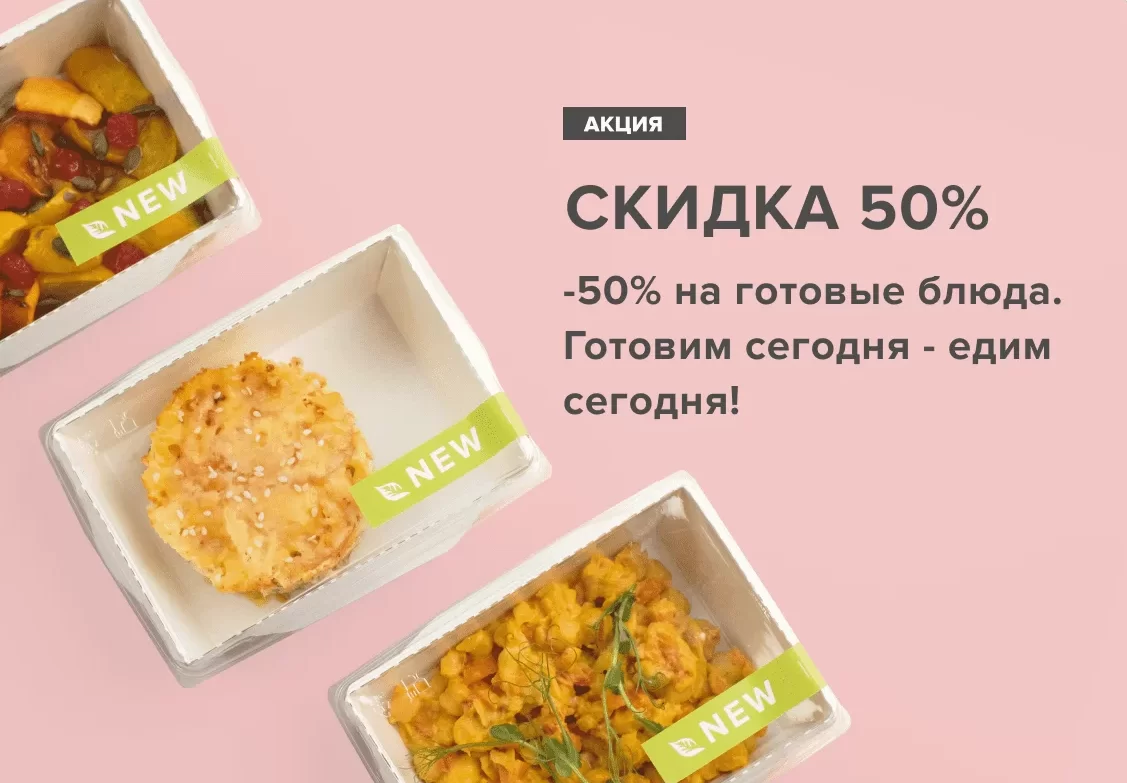 АКЦИЯ
СКИДКА 50%
-50% на готовые блюда.
Готовим сегодня - едим
сегодня!
NEW
NEW
NEW